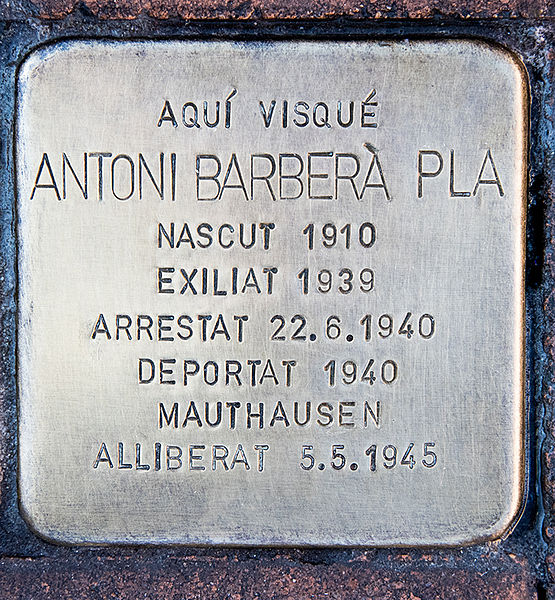 AQUÍ VISQUÉ
ANTONI BARBERÀ PLA
NASCUT 1910
EXILIAT 1939
ARRESTAT 22.6.1940
DEPORTAT 1940
MAUTHAUSEN
ALLIBERAT 5.5.1945